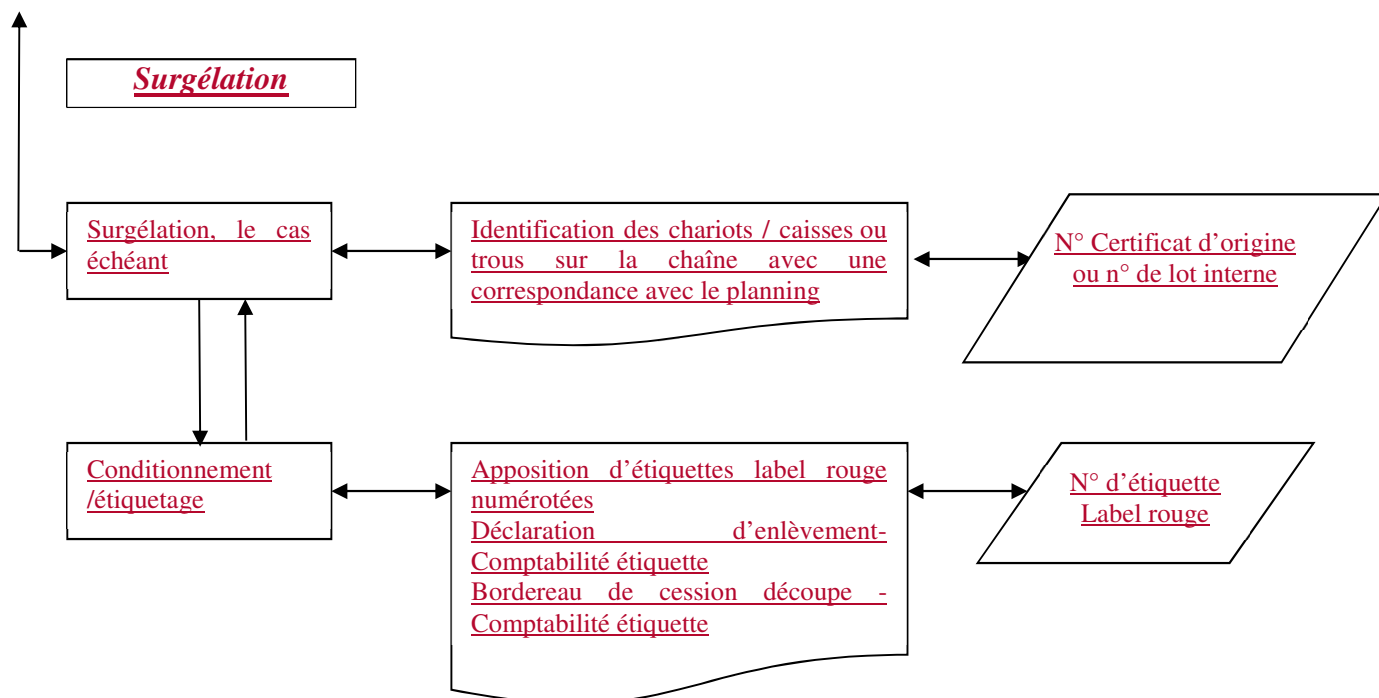 Surgélation
Surgélation, le cas
échéant
Identification des chariots / caisses ou
trous sur la chaîne avec une
correspondance avec le planning
N° Certificat d'origine
ou n° de lot interne
Conditionnement
/étiquetage
Apposition d'étiquettes label rouge
numérotées
Déclaration d'enlèvement-
Comptabilité étiquette
Bordereau de cession découpe -
Comptabilité étiquette
N° d'étiquette
Label rouge